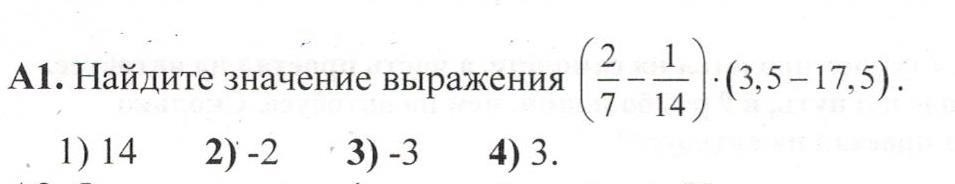 А1. Найдите значение выражения (2/7 − 1/14) · (3,5 − 17,5).
1) 14 2) -2 3) -3 4) 3.